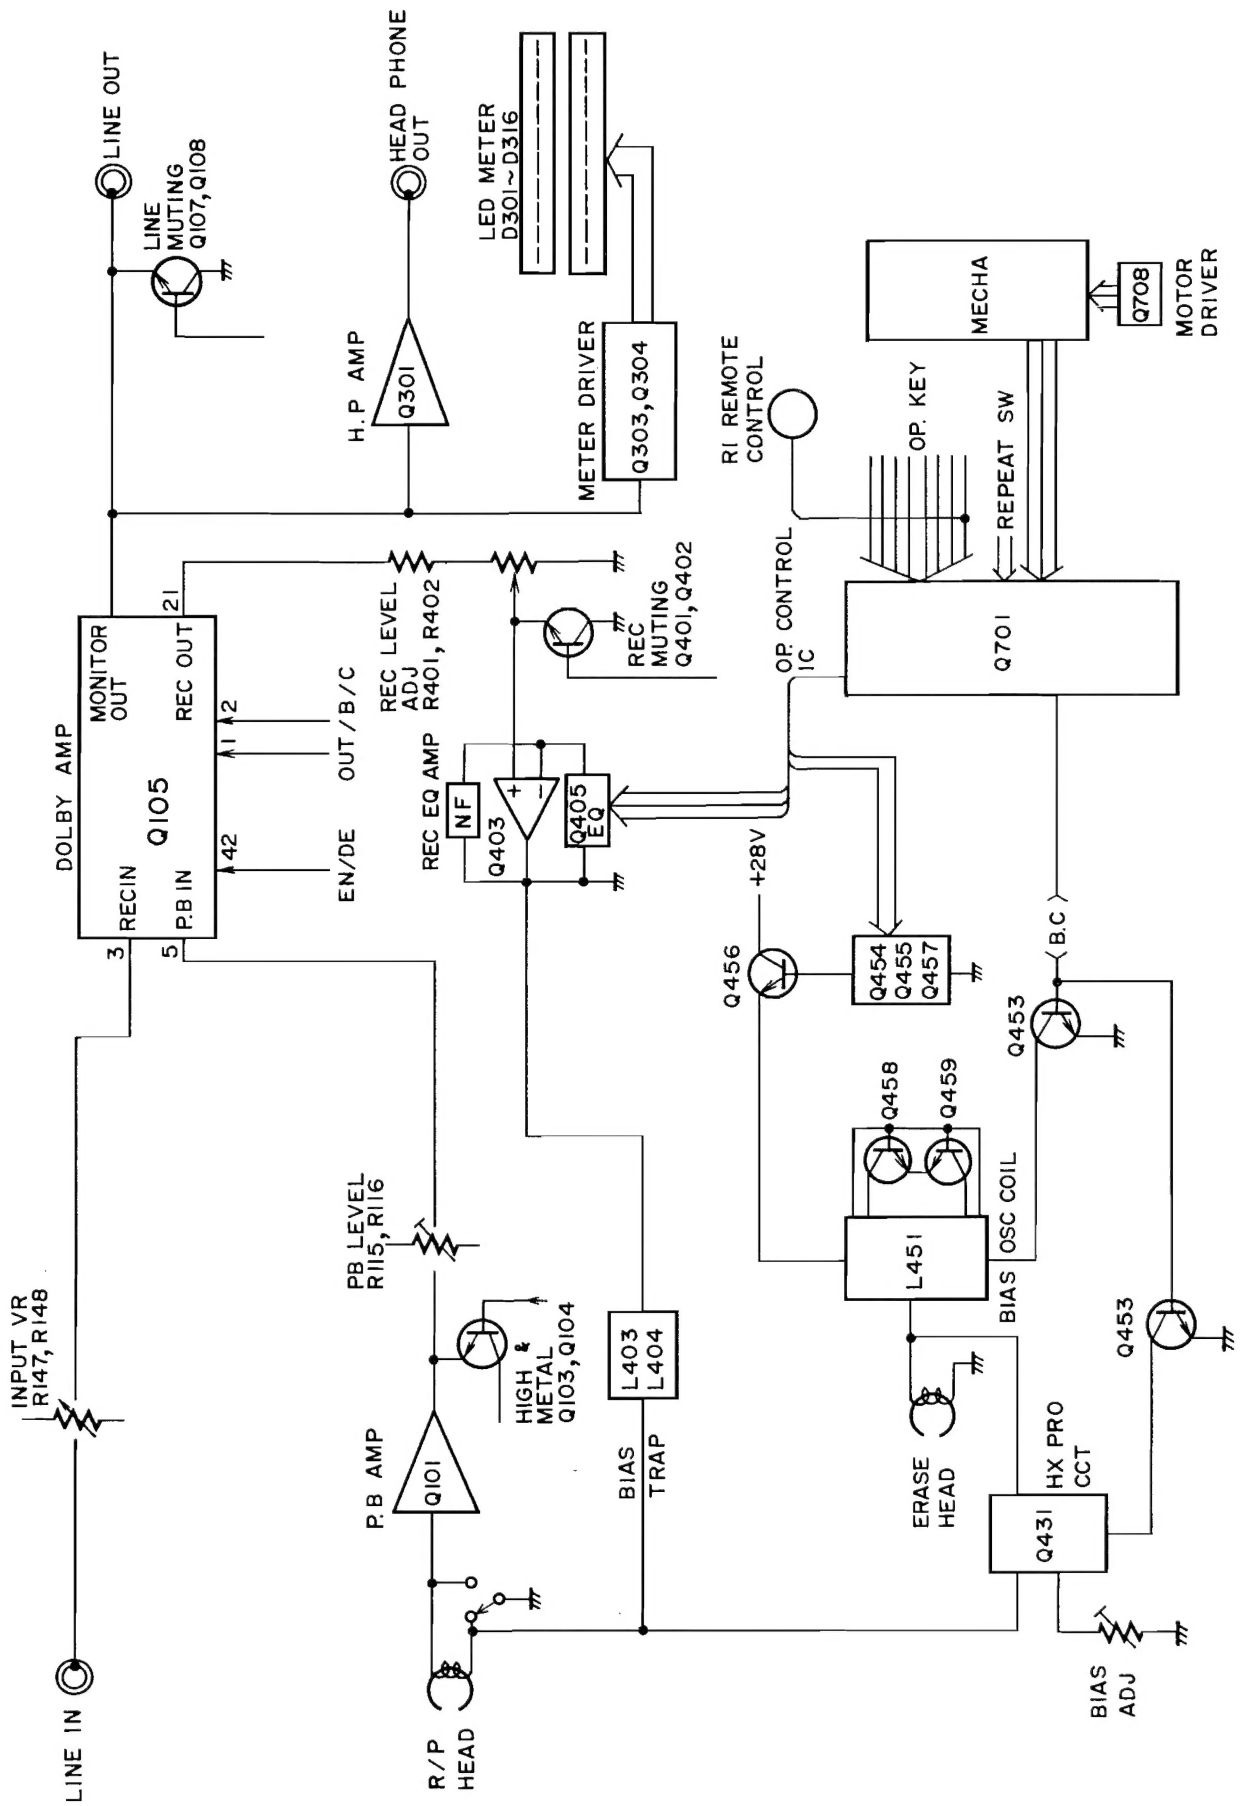 LINE IN
INPUT VR
R147, R148
DOLBY AMP
3
RECIN
5
P.B IN
Q105
MONITOR
OUT
REC OUT
21
42
1
2
EN/DE
OUT/B/C
LINE OUT
LINE
MUTING
Q107, Q108
H.P AMP
Q301
HEAD PHONE
OUT
METER DRIVER
Q303, Q304
LED METER
D301~D316
R/P
HEAD
P.B AMP
Q101
HIGH &
METAL
Q103, Q104
PB LEVEL
R115, R116
REC LEVEL
ADJ
R401, R402
REC
MUTING
Q401, Q402
REC EQ AMP
NF
Q403
+
-
Q405
EQ
BIAS
TRAP
L403
L404
+28V
Q456
Q454
Q455
Q457
OP. CONTROL
IC
Q701
RI REMOTE
CONTROL
OP. KEY
REPEAT SW
MECHA
Q708
MOTOR
DRIVER
ERASE
HEAD
L451
BIAS OSC COIL
Q458
Q459
Q453
B.C
Q453
HX PRO
CCT
Q431
BIAS
ADJ